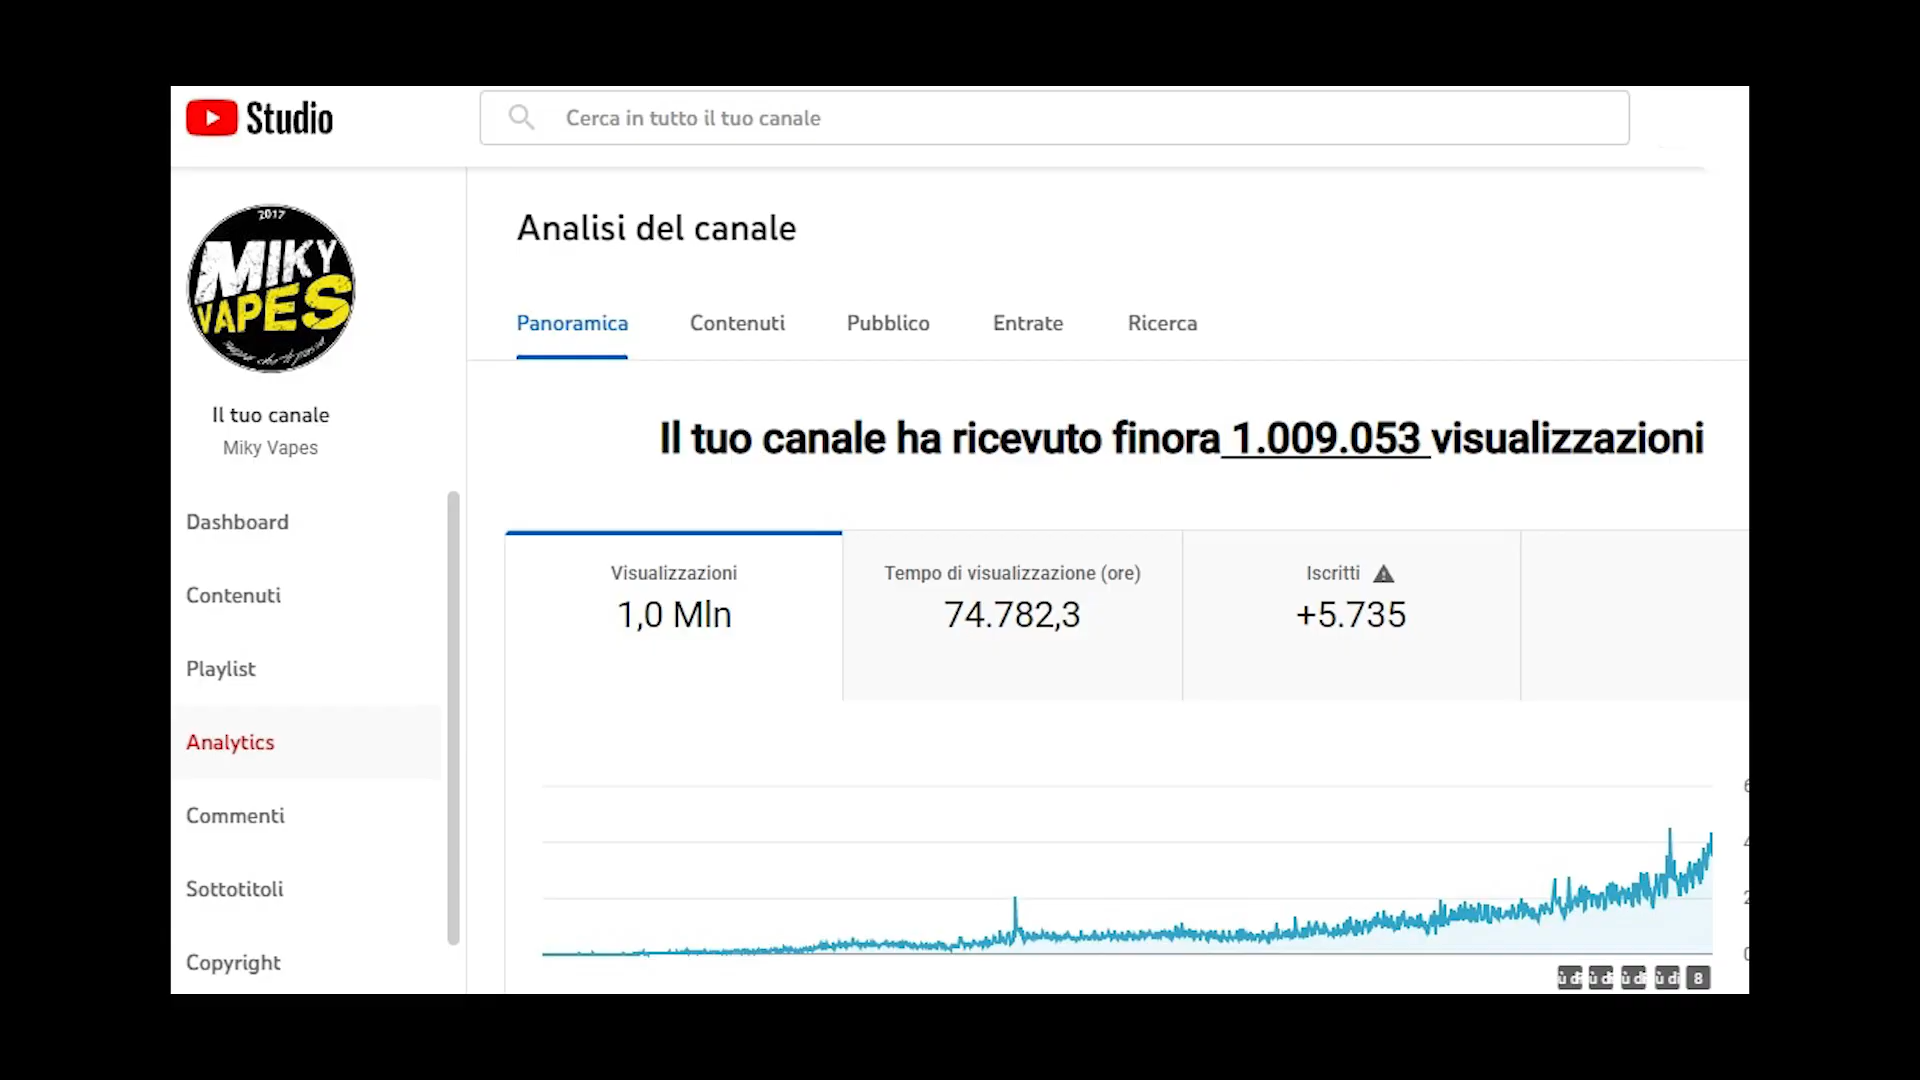 Studio
Cerca in tutto il tuo canale
2017
MIKY
VAPES
Il tuo canale
Miky Vapes
Dashboard
Contenuti
Playlist
Analytics
Commenti
Sottotitoli
Copyright
Analisi del canale
Panoramica Contenuti Pubblico Entrate Ricerca
Il tuo canale ha ricevuto finora 1.009.053 visualizzazioni
Visualizzazioni Tempo di visualizzazione (ore) Iscritti
1,0 Mln 74.782,3 +5.735
8